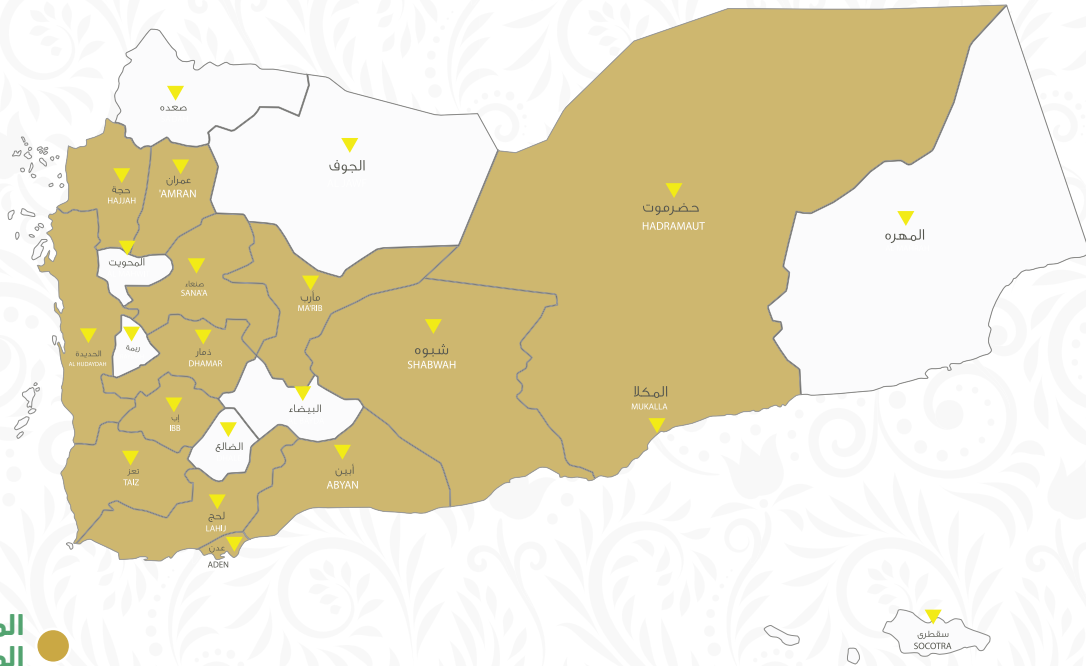 صعده
الجوف
حجة
HAJJAH
عمران
'AMRAN
حضرموت
HADRAMAUT
المهره
المحويت
صنعاء
SANA'A
مأرب
MA'RIB
الحديدة
AL HUDAYDAH
ريمة
ذمار
DHAMAR
شبوه
SHABWAH
المكلا
MUKALLA
إب
IBB
البيضاء
الضالع
تعز
TAIZ
أبين
ABYAN
لحج
LAHIJ
عدن
ADEN
سقطرى
SOCOTRA